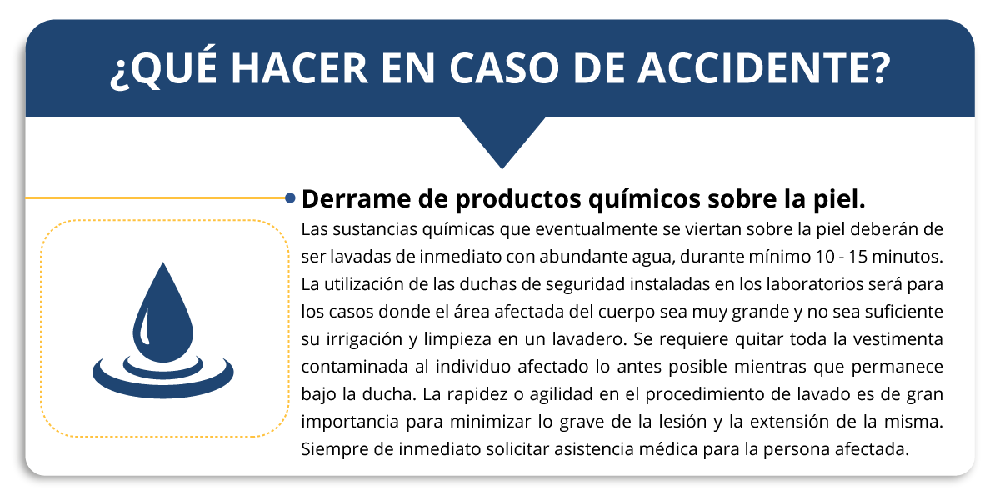 ¿QUÉ HACER EN CASO DE ACCIDENTE?
Derrame de productos químicos sobre la piel.
Las sustancias químicas que eventualmente se viertan sobre la piel deberán de
ser lavadas de inmediato con abundante agua, durante mínimo 10 - 15 minutos.
La utilización de las duchas de seguridad instaladas en los laboratorios será para
los casos donde el área afectada del cuerpo sea muy grande y no sea suficiente
su irrigación y limpieza en un lavadero. Se requiere quitar toda la vestimenta
contaminada al individuo afectado lo antes posible mientras que permanece
bajo la ducha. La rapidez o agilidad en el procedimiento de lavado es de gran
importancia para minimizar lo grave de la lesión y la extensión de la misma.
Siempre de inmediato solicitar asistencia médica para la persona afectada.